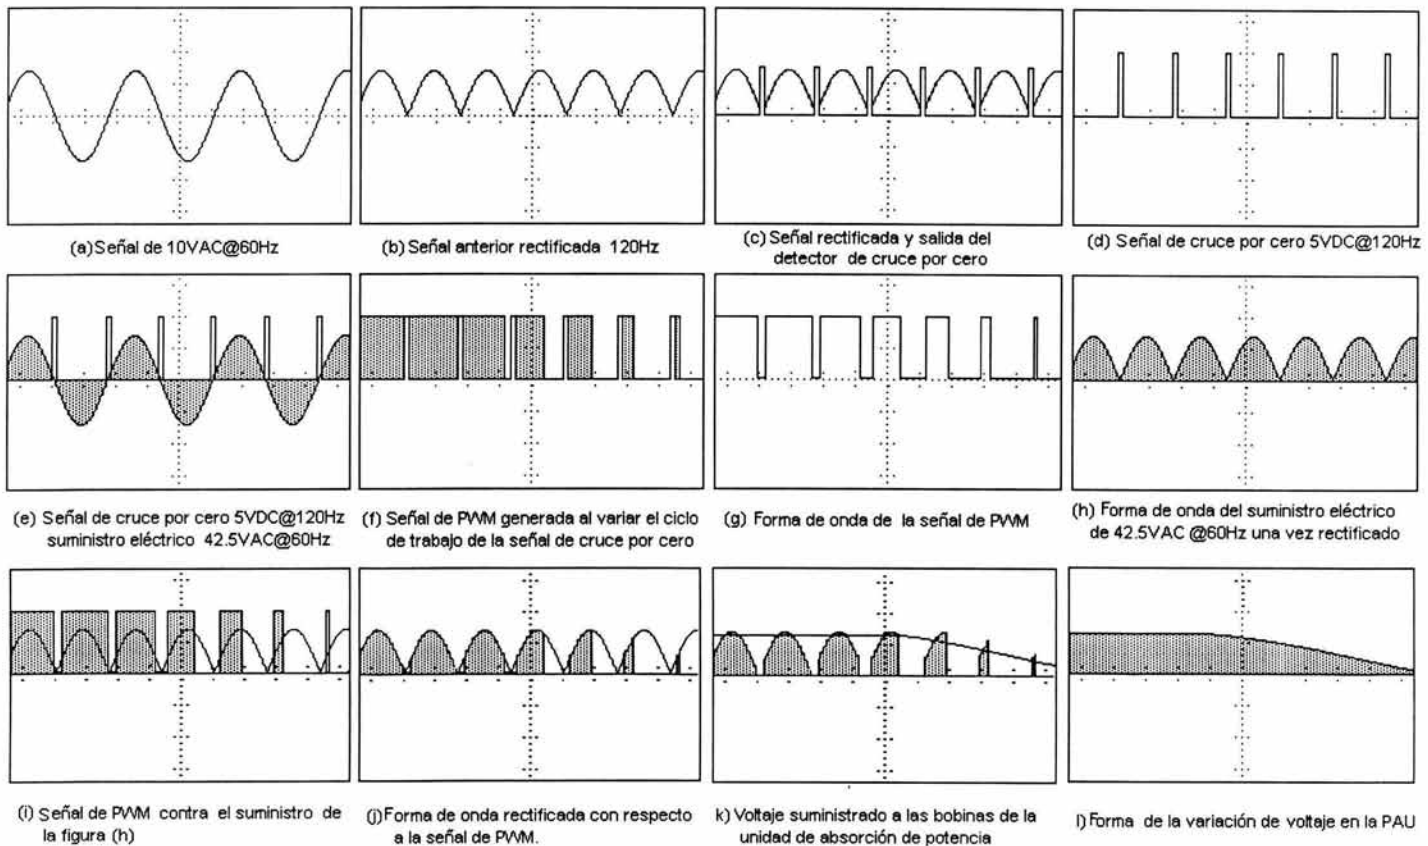 (a)Señal de 10VAC@60Hz
(b) Señal anterior rectificada 120Hz
(c) Señal rectificada y salida del
detector de cruce por cero
(d) Señal de cruce por cero 5VDC@120Hz
(e) Señal de cruce por cero 5VDC@120Hz
suministro eléctrico 42.5VAC@60Hz
(f) Señal de PWM generada al variar el ciclo
de trabajo de la señal de cruce por cero
(g) Forma de onda de la señal de PWM
(h) Forma de onda del suministro eléctrico
de 42.5VAC @60Hz una vez rectificado
(i) Señal de PWM contra el suministro de
la figura (h)
(j)Forma de onda rectificada con respecto
a la señal de PWM.
k) Voltaje suministrado a las bobinas de la
unidad de absorción de potencia
l) Forma de la variación de voltaje en la PAU